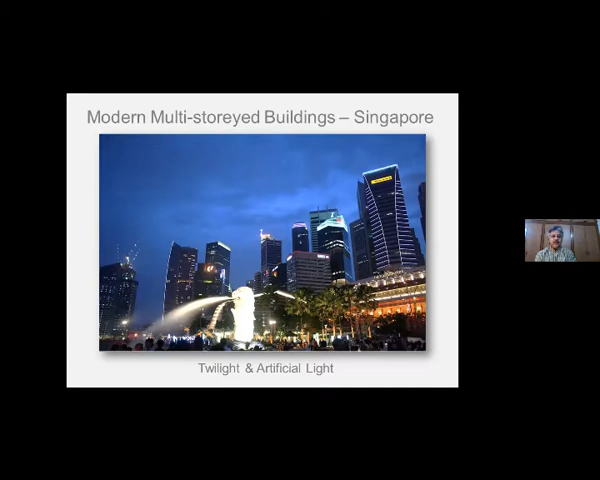 Modern Multi-storeyed Buildings – Singapore
Twilight & Artificial Light